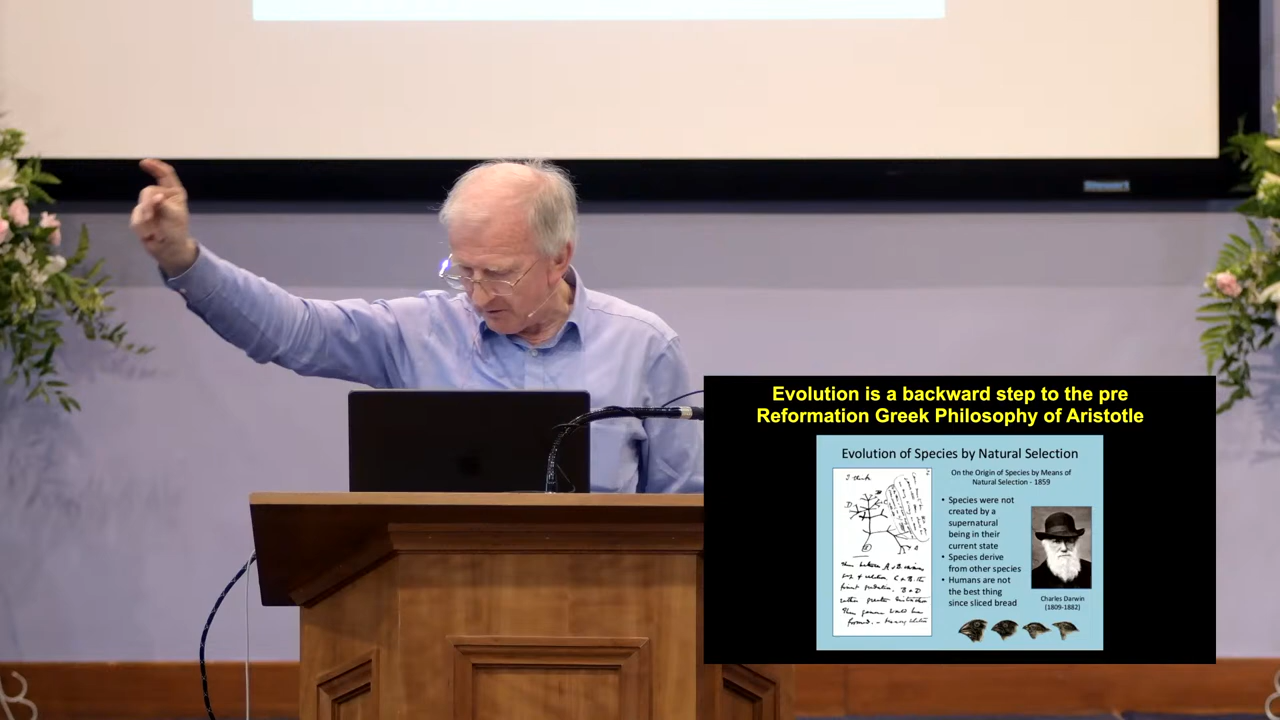 Stewart
Evolution is a backward step to the pre
Reformation Greek Philosophy of Aristotle
Evolution of Species by Natural Selection
On the Origin of Species by Means of
Natural Selection - 1859
I think
• Species were not
created by a
supernatural
being in their
current state
• Species derive
from other species
• Humans are not
the best thing
since sliced bread
Charles Darwin
(1809-1882)